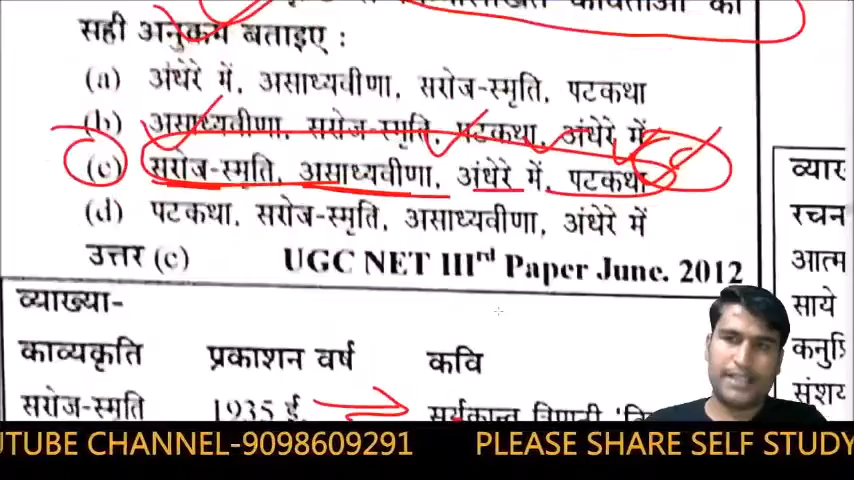 सही अनुक्रम बताइए :
(a) अंधेरे में, असाध्यवीणा, सरोज-स्मृति, पटकथा
(b) असाध्यवीणा, सरोज-स्मृति, पटकथा, अंधेरे में
(c) सरोज-स्मृति, असाध्यवीणा, अंधेरे में, पटकथा
(d) पटकथा, सरोज-स्मृति, असाध्यवीणा, अंधेरे में
उत्तर (c) UGC NET IIIrd Paper June. 2012
व्याख्या-
काव्यकृति प्रकाशन वर्ष कवि
सरोज-स्मृति 1935 ई.
रचन
आत्म
साये
UTUBE CHANNEL-9098609291 PLEASE SHARE SELF STUDY